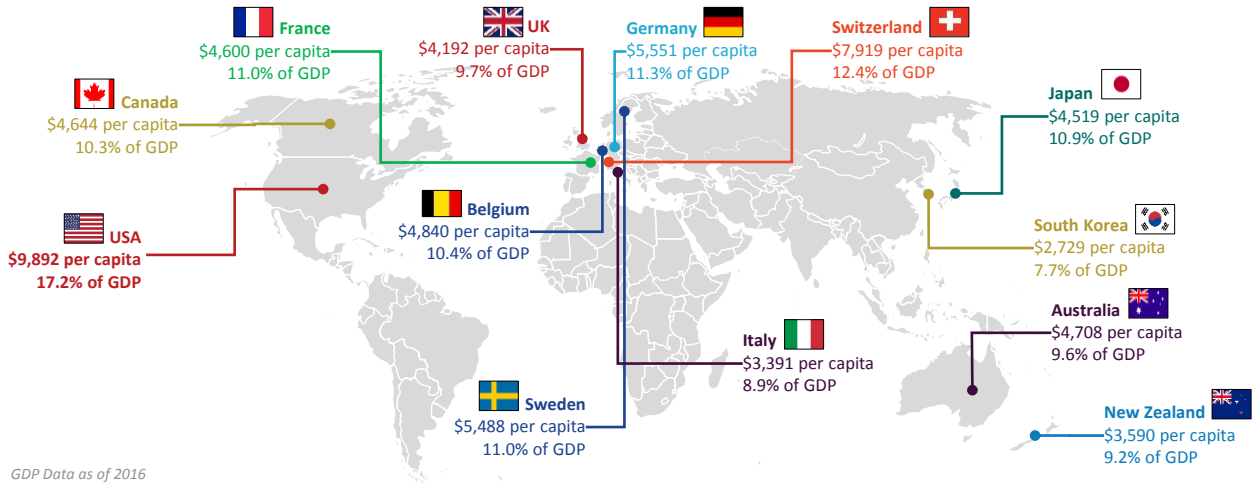 France
$4,600 per capita
11.0% of GDP
UK
$4,192 per capita
9.7% of GDP
Germany
$5,551 per capita
11.3% of GDP
Switzerland
$7,919 per capita
12.4% of GDP
Canada
$4,644 per capita
10.3% of GDP
Japan
$4,519 per capita
10.9% of GDP
USA
$9,892 per capita
17.2% of GDP
Belgium
$4,840 per capita
10.4% of GDP
South Korea
$2,729 per capita
7.7% of GDP
Australia
$4,708 per capita
9.6% of GDP
Italy
$3,391 per capita
8.9% of GDP
Sweden
$5,488 per capita
11.0% of GDP
New Zealand
$3,590 per capita
9.2% of GDP
GDP Data as of 2016